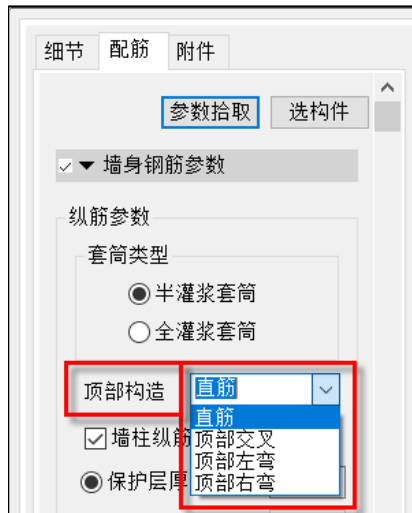 细节 配筋 附件
参数拾取 选构件
墙身钢筋参数
纵筋参数
套筒类型
半灌浆套筒
全灌浆套筒
顶部构造 直筋
直筋
墙柱纵筋 顶部交叉
顶部左弯
保护层厚 顶部右弯